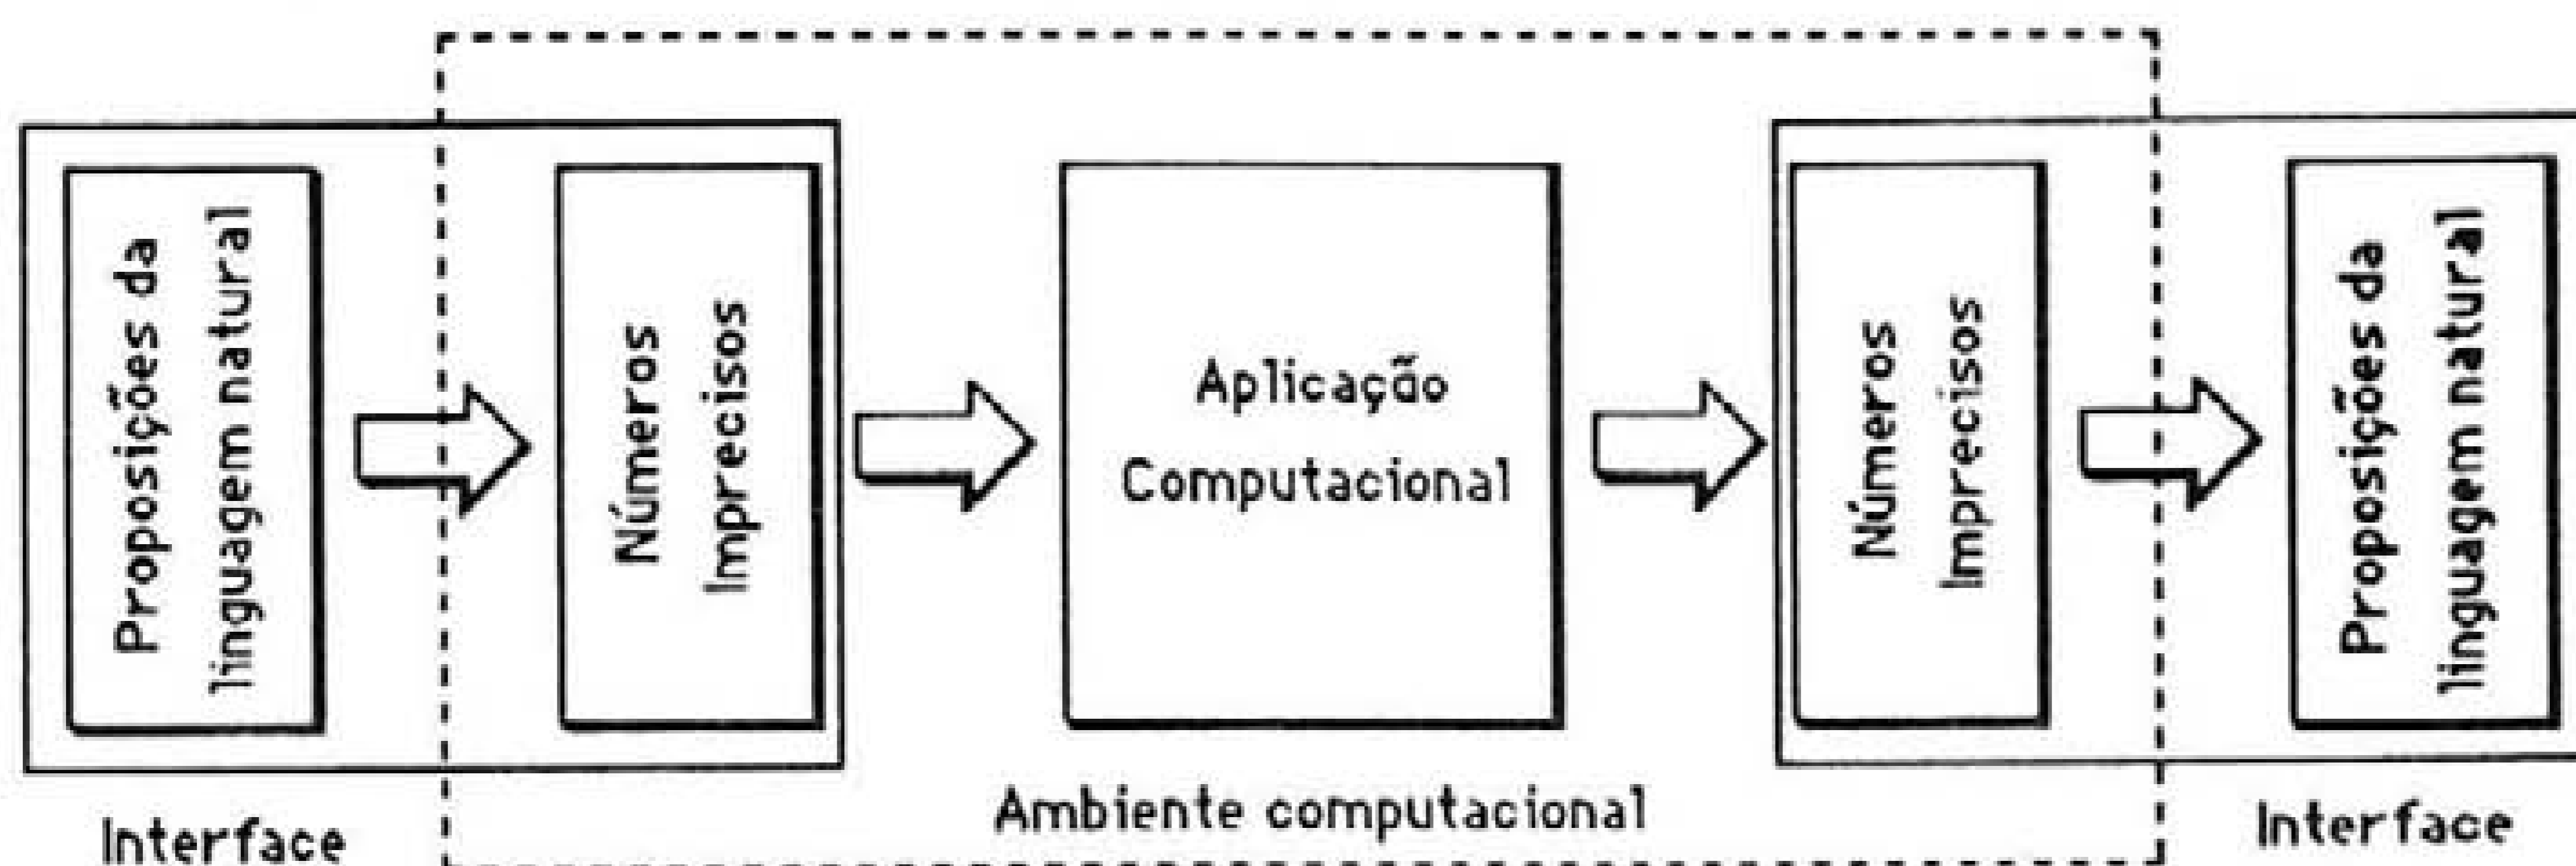 Proposições da
linguagem natural
Números
Imprecisos
Aplicação
Computacional
Números
Imprecisos
Proposições da
linguagem natural
Interface
Ambiente computacional
Interface